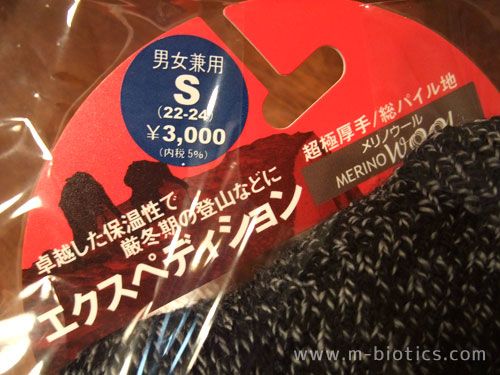 男女兼用
S
(22-24)
¥3,000
(内税5%)
超極厚手/総パイル地
メリノウール
MERINO WOOL
卓越した保温性で
厳冬期の登山などに
エクスペディション
www.m-biotics.com